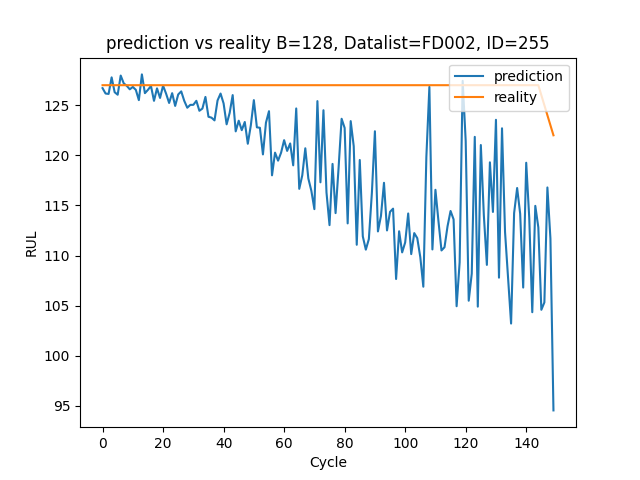 prediction vs reality B=128, Datalist=FD002, ID=255
prediction
reality
RUL
125
120
115
110
105
100
95
0 20 40 60 80 100 120 140
Cycle